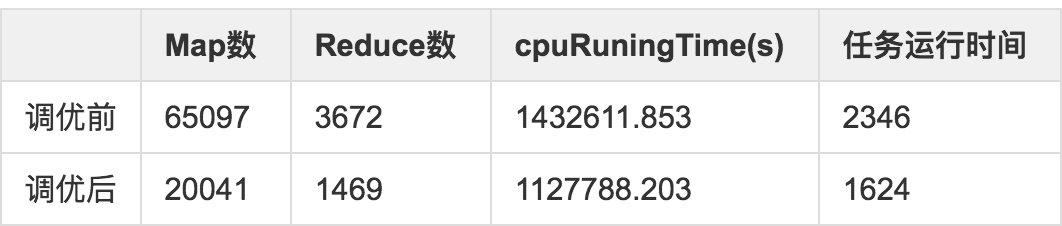 Map数 Reduce数 cpuRuningTime(s) 任务运行时间
调优前 65097 3672 1432611.853 2346
调优后 20041 1469 1127788.203 1624